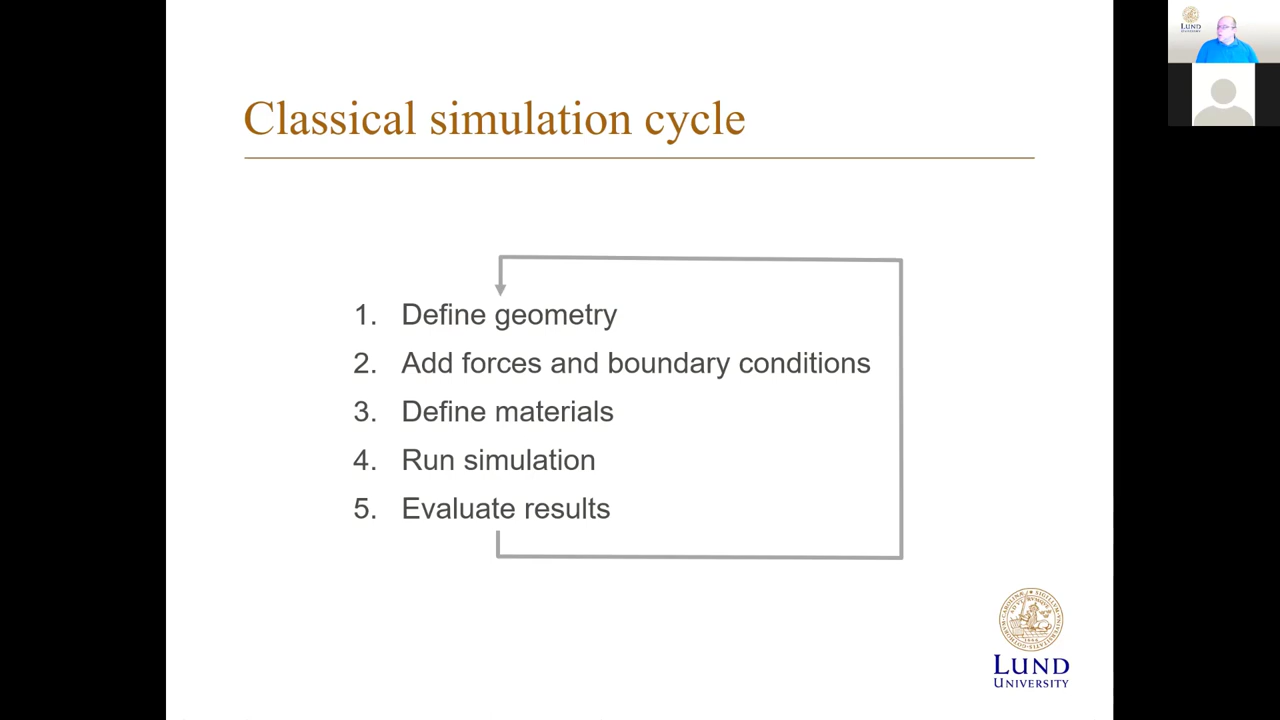 LUND
Classical simulation cycle
1. Define geometry
2. Add forces and boundary conditions
3. Define materials
4. Run simulation
5. Evaluate results
LUND
UNIVERSITY